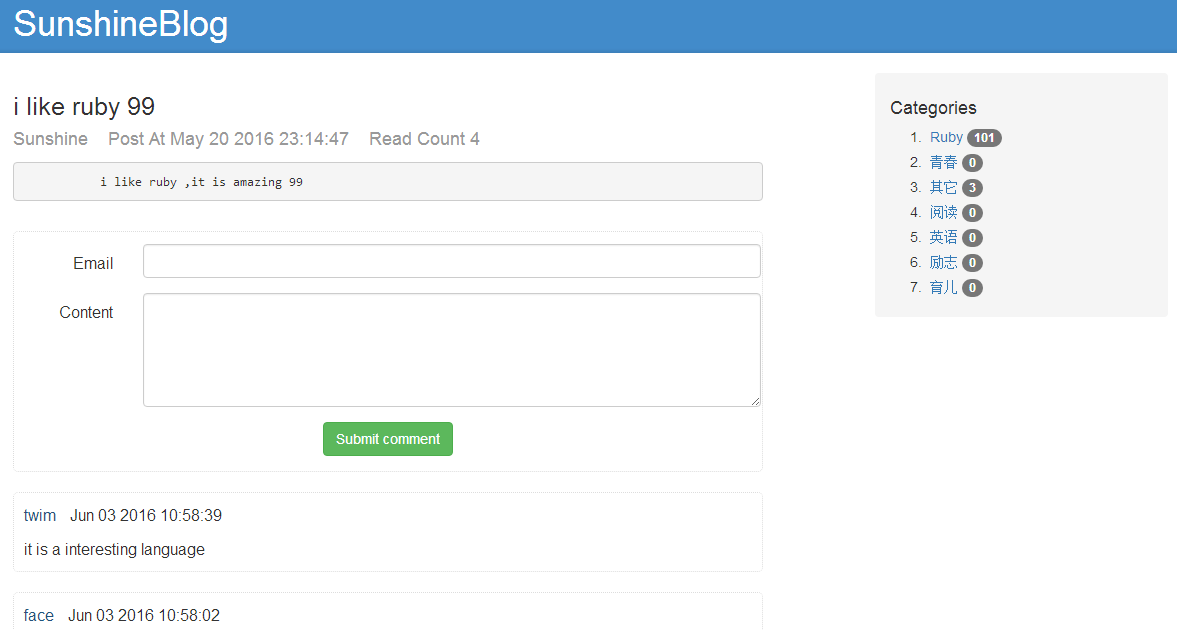 SunshineBlog
i like ruby 99
Sunshine Post At May 20 2016 23:14:47 Read Count 4
i like ruby ,it is amazing 99
Email
Content
Submit comment
twim Jun 03 2016 10:58:39
it is a interesting language
face Jun 03 2016 10:58:02
Categories
1. Ruby 101
2. 青春 0
3. 其它 3
4. 阅读 0
5. 英语 0
6. 励志 0
7. 育儿 0